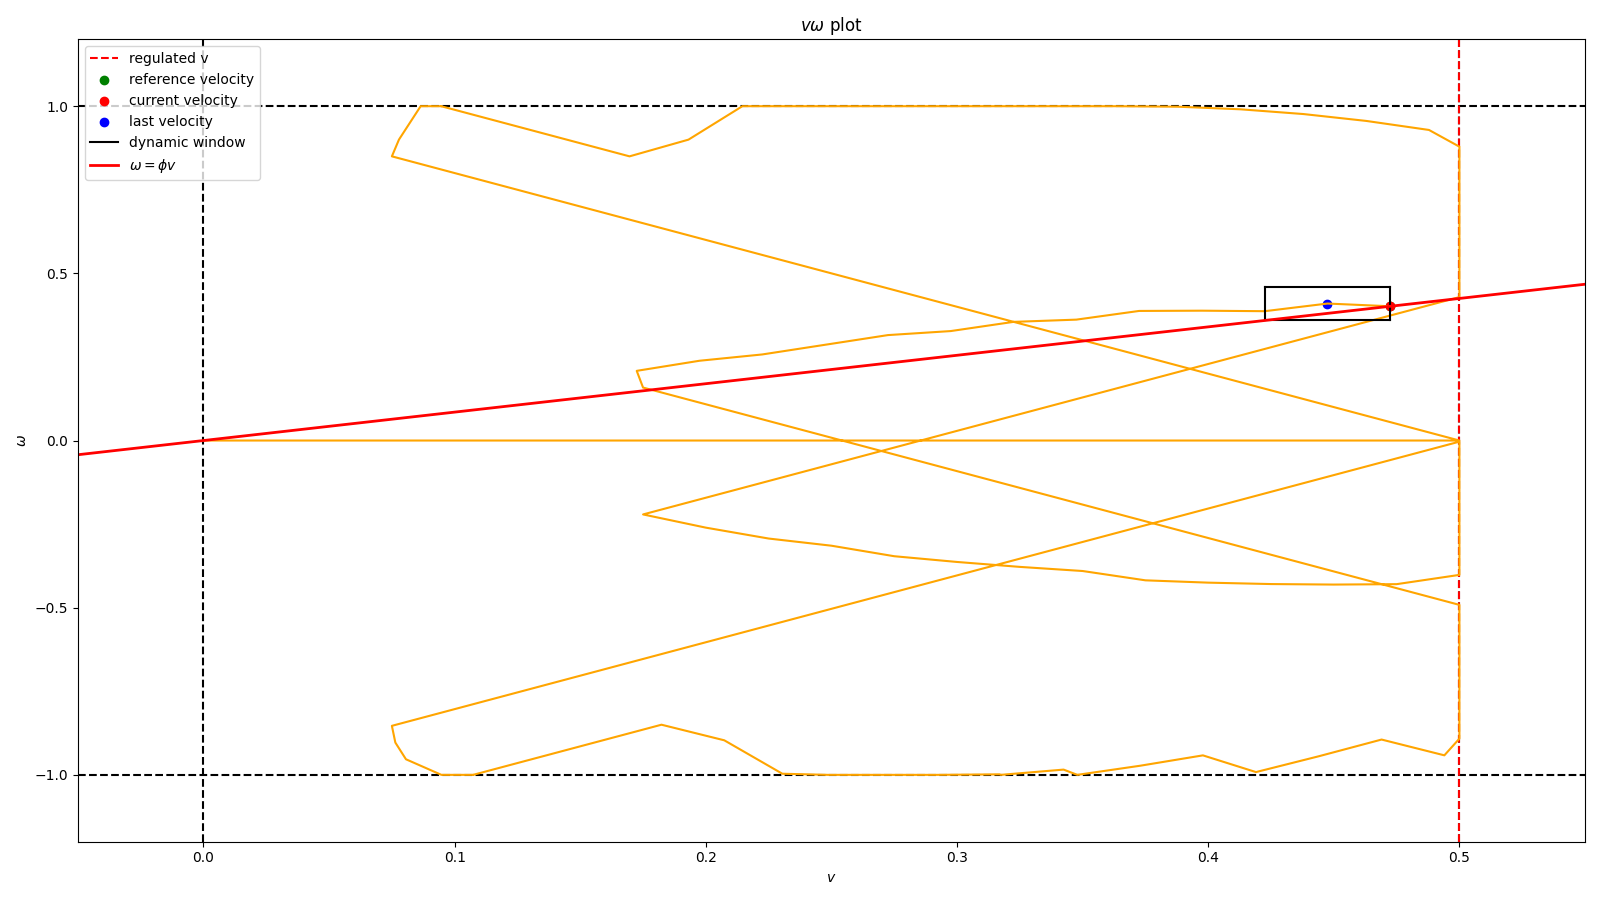 vω plot
regulated v
reference velocity
current velocity
last velocity
dynamic window
ω = ϕv
1.0
0.5
0.0
−0.5
−1.0
ω
0.0 0.1 0.2 0.3 0.4 0.5
v